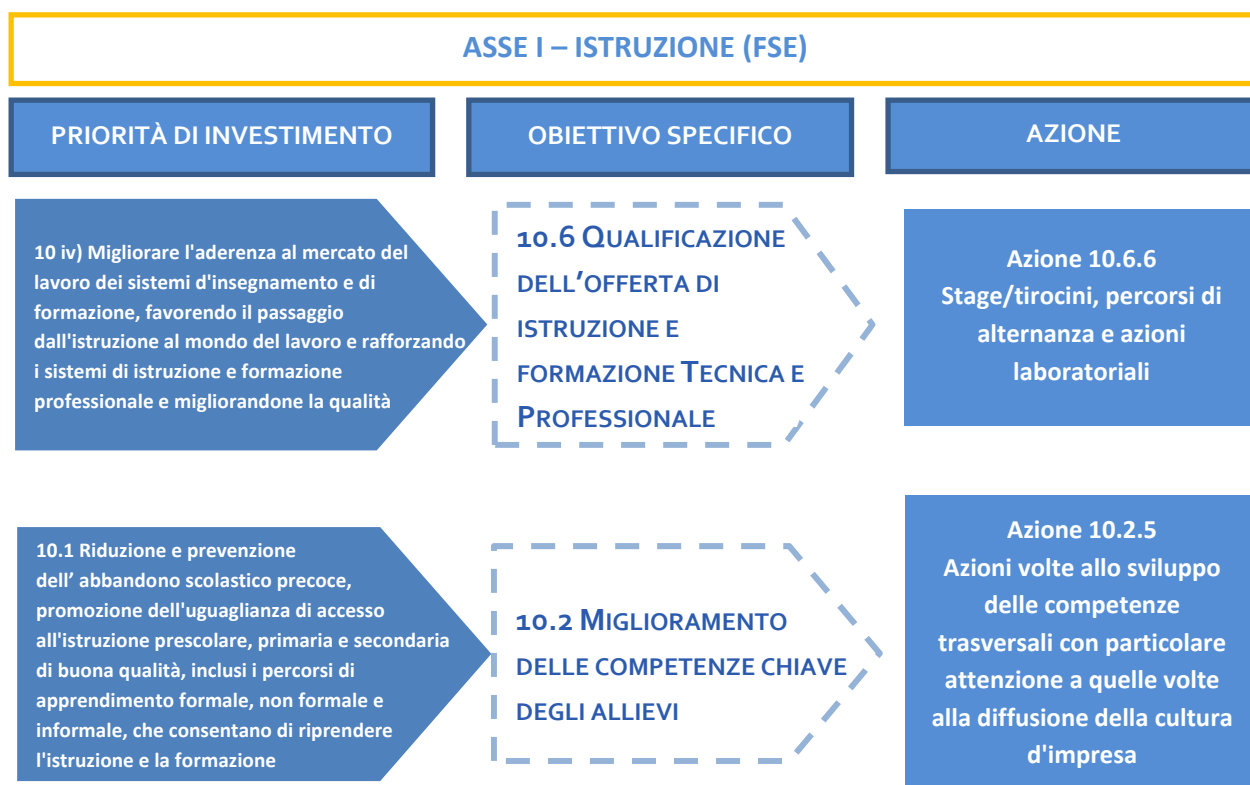 ASSE I – ISTRUZIONE (FSE)
PRIORITÀ DI INVESTIMENTO
OBIETTIVO SPECIFICO
AZIONE
10 iv) Migliorare l'aderenza al mercato del
lavoro dei sistemi d'insegnamento e di
formazione, favorendo il passaggio
dall'istruzione al mondo del lavoro e rafforzando
i sistemi di istruzione e formazione
professionale e migliorandone la qualità
10.6 QUALIFICAZIONE
DELL'OFFERTA DI
ISTRUZIONE E
FORMAZIONE TECNICA E
PROFESSIONALE
Azione 10.6.6
Stage/tirocini, percorsi di
alternanza e azioni
laboratoriali
10.1 Riduzione e prevenzione
dell' abbandono scolastico precoce,
promozione dell'uguaglianza di accesso
all'istruzione prescolare, primaria e secondaria
di buona qualità, inclusi i percorsi di
apprendimento formale, non formale e
informale, che consentano di riprendere
l'istruzione e la formazione
10.2 MIGLIORAMENTO
DELLE COMPETENZE CHIAVE
DEGLI ALLIEVI
Azione 10.2.5
Azioni volte allo sviluppo
delle competenze
trasversali con particolare
attenzione a quelle volte
alla diffusione della cultura
d'impresa